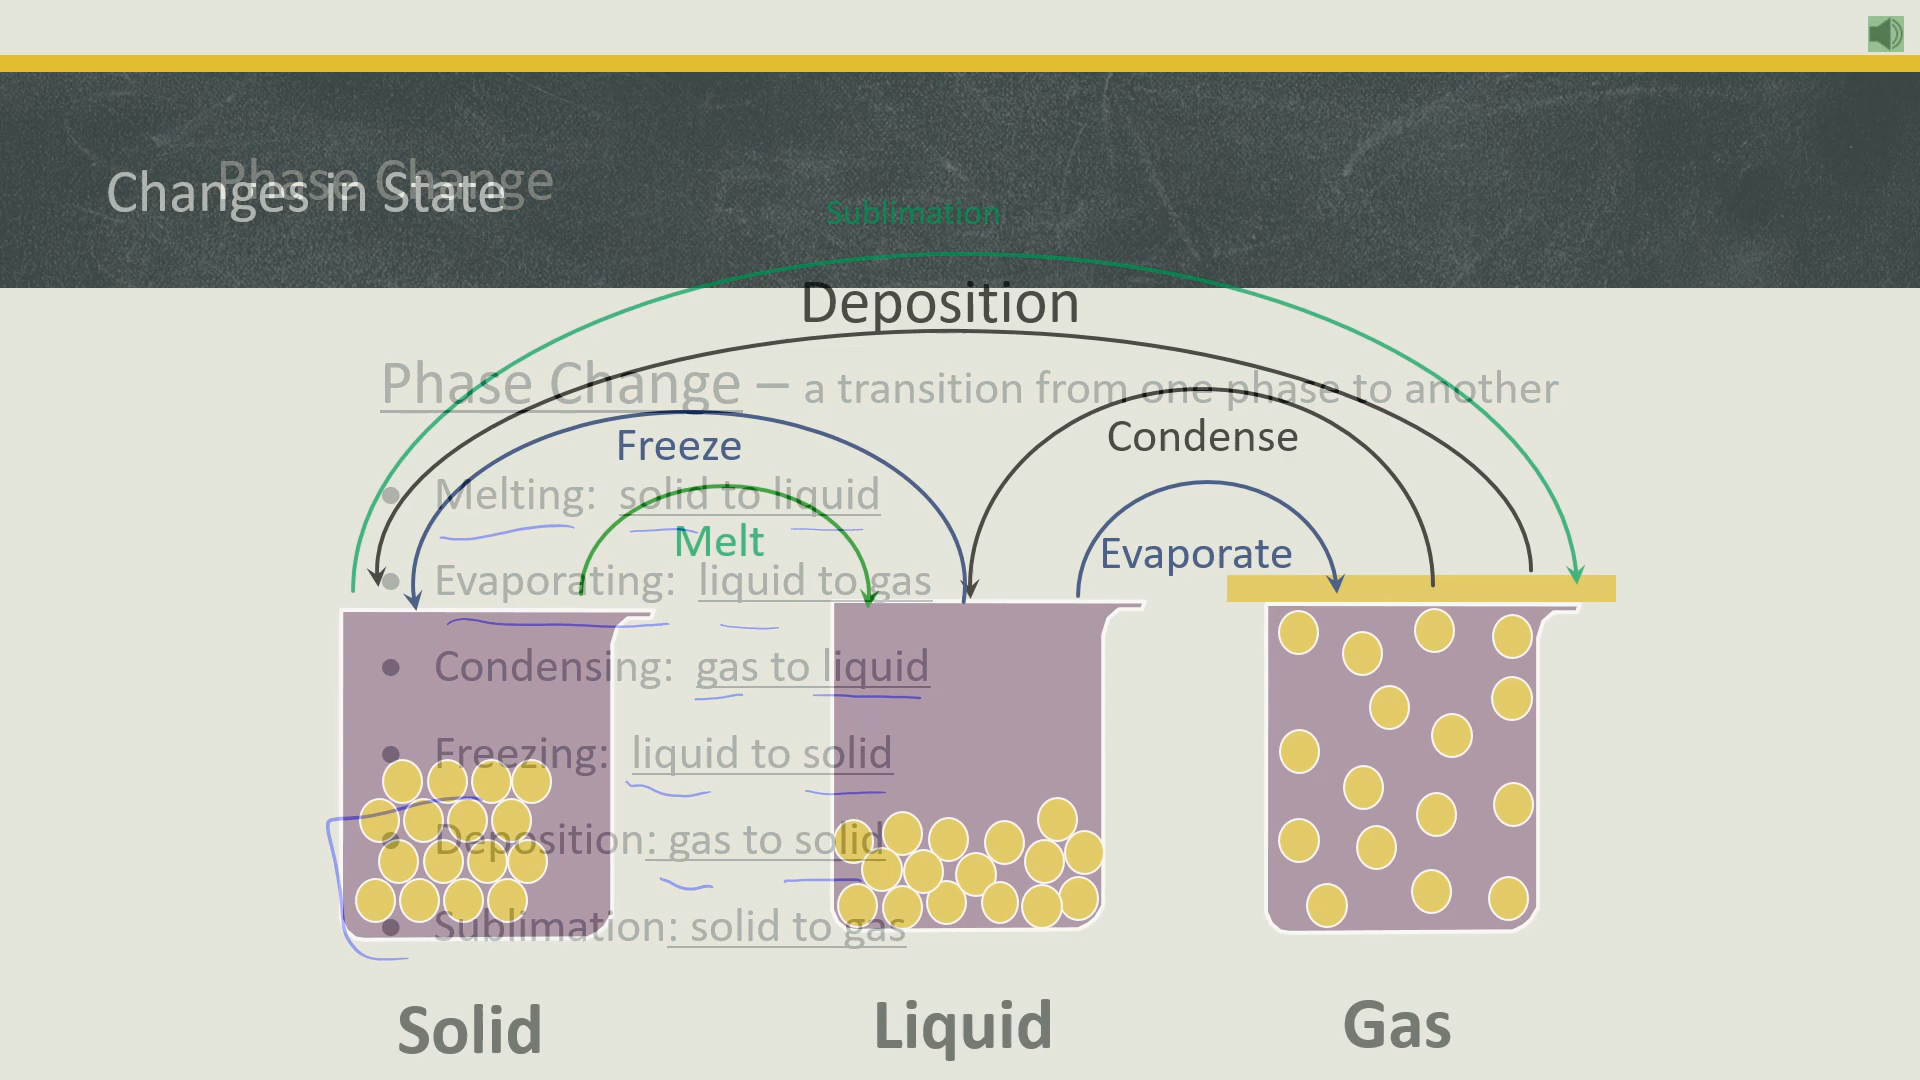 Phase Change
Changes in State
Sublimation
Deposition
Phase Change – a transition from one phase to another
Freeze
Condense
Melting: solid to liquid
Melt
Evaporate
Evaporating: liquid to gas
Condensing: gas to liquid
Freezing: liquid to solid
Deposition: gas to solid
Sublimation: solid to gas
Solid
Liquid
Gas